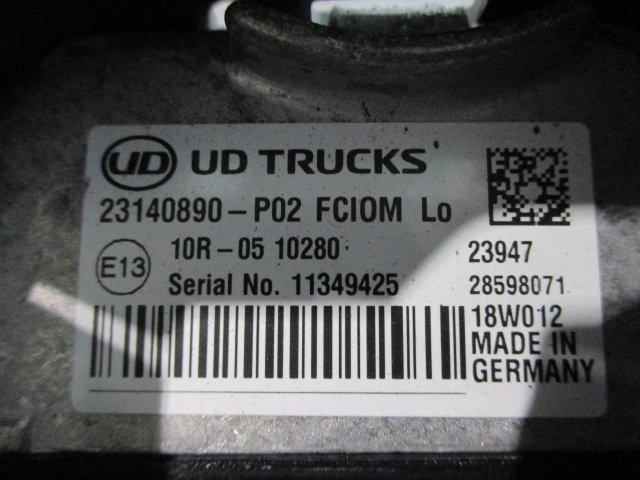 UD UD TRUCKS
23140890-P02 FCIOM Lo
E13 10R-05 10280 23947
Serial No. 11349425 28598071
18W012
MADE IN
GERMANY